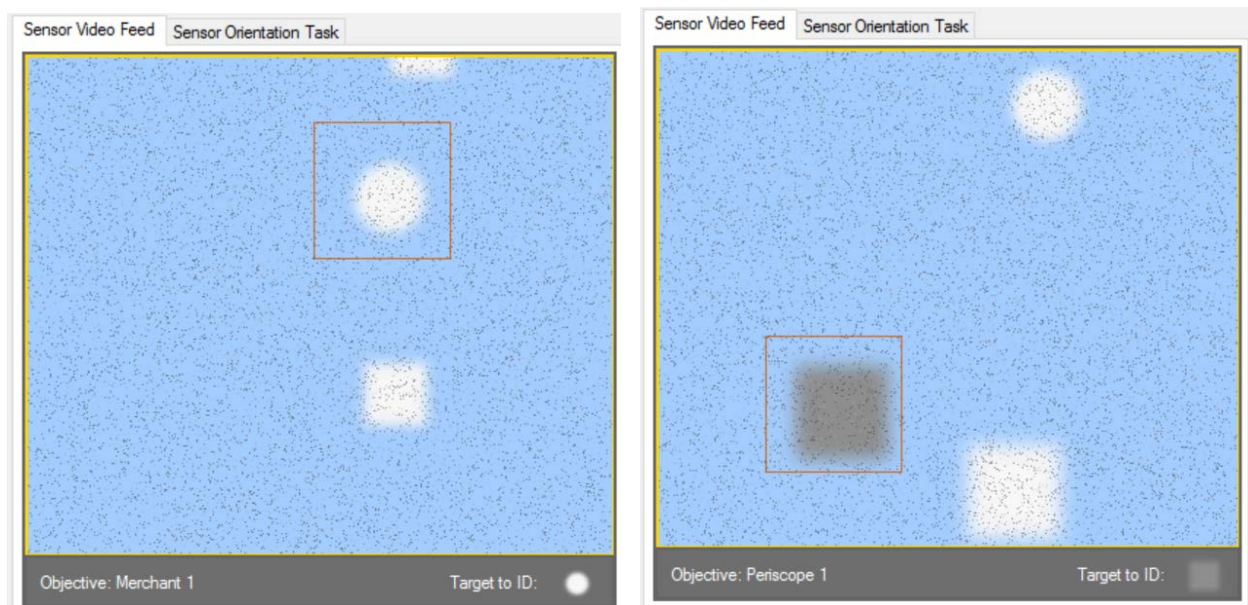 Sensor Video Feed
Sensor Orientation Task
Objective: Merchant 1
Target to ID:
Sensor Video Feed
Sensor Orientation Task
Objective: Periscope 1
Target to ID: